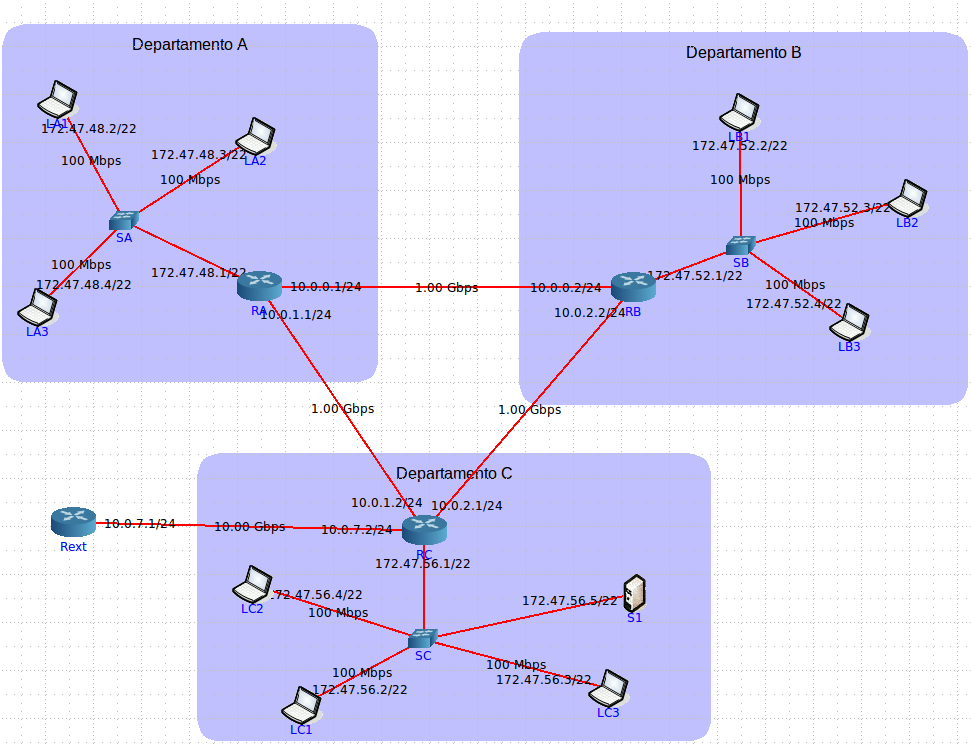 Departamento A
LA1
172.47.48.2/22
100 Mbps
172.47.48.3/22
LA2
100 Mbps
SA
100 Mbps
172.47.48.4/22
LA3
172.47.48.1/22
RA
10.0.0.1/24
10.0.1.1/24
1.00 Gbps
Departamento B
LB1
172.47.52.2/22
100 Mbps
172.47.52.3/22
100 Mbps
LB2
SB
172.47.52.1/22
100 Mbps
172.47.52.4/22
LB3
10.0.0.2/24
10.0.2.2/24
RB
1.00 Gbps
1.00 Gbps
Departamento C
10.0.1.2/24
10.0.2.1/24
10.0.7.1/24
10.00 Gbps
10.0.7.2/24
Rext
RC
172.47.56.1/22
172.47.56.4/22
LC2
100 Mbps
172.47.56.5/22
S1
SC
100 Mbps
172.47.56.2/22
LC1
100 Mbps
172.47.56.3/22
LC3